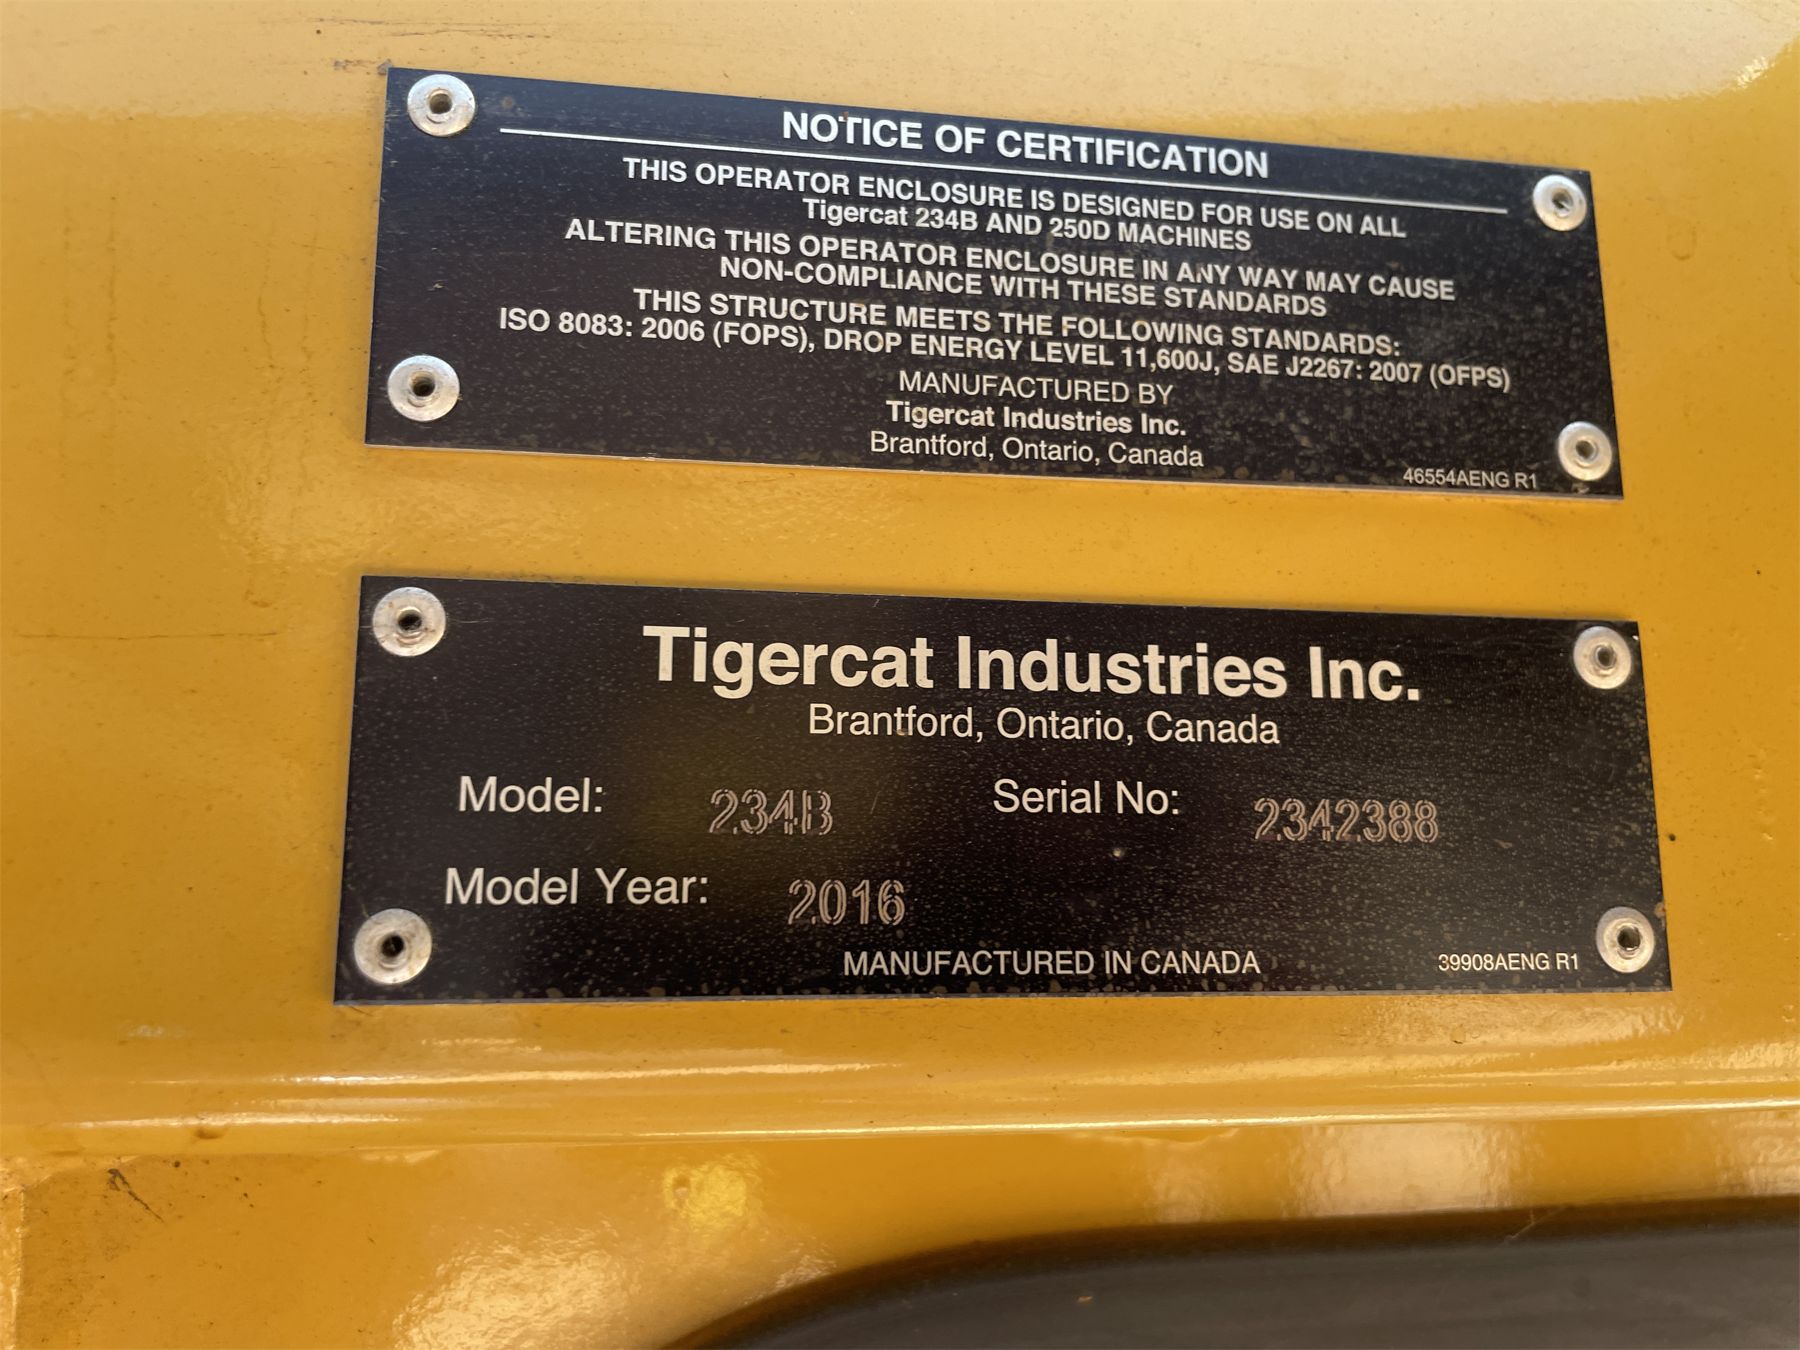 NOTICE OF CERTIFICATION
THIS OPERATOR ENCLOSURE IS DESIGNED FOR USE ON ALL
Tigercat 234B AND 250D MACHINES
ALTERING THIS OPERATOR ENCLOSURE IN ANY WAY MAY CAUSE
NON-COMPLIANCE WITH THESE STANDARDS
THIS STRUCTURE MEETS THE FOLLOWING STANDARDS:
ISO 8083: 2006 (FOPS), DROP ENERGY LEVEL 11,600J, SAE J2267: 2007 (OFPS)
MANUFACTURED BY
Tigercat Industries Inc.
Brantford, Ontario, Canada
46554AENG R1
Tigercat Industries Inc.
Brantford, Ontario, Canada
Model: 234B Serial No: 2342388
Model Year: 2016
MANUFACTURED IN CANADA 39908AENG R1